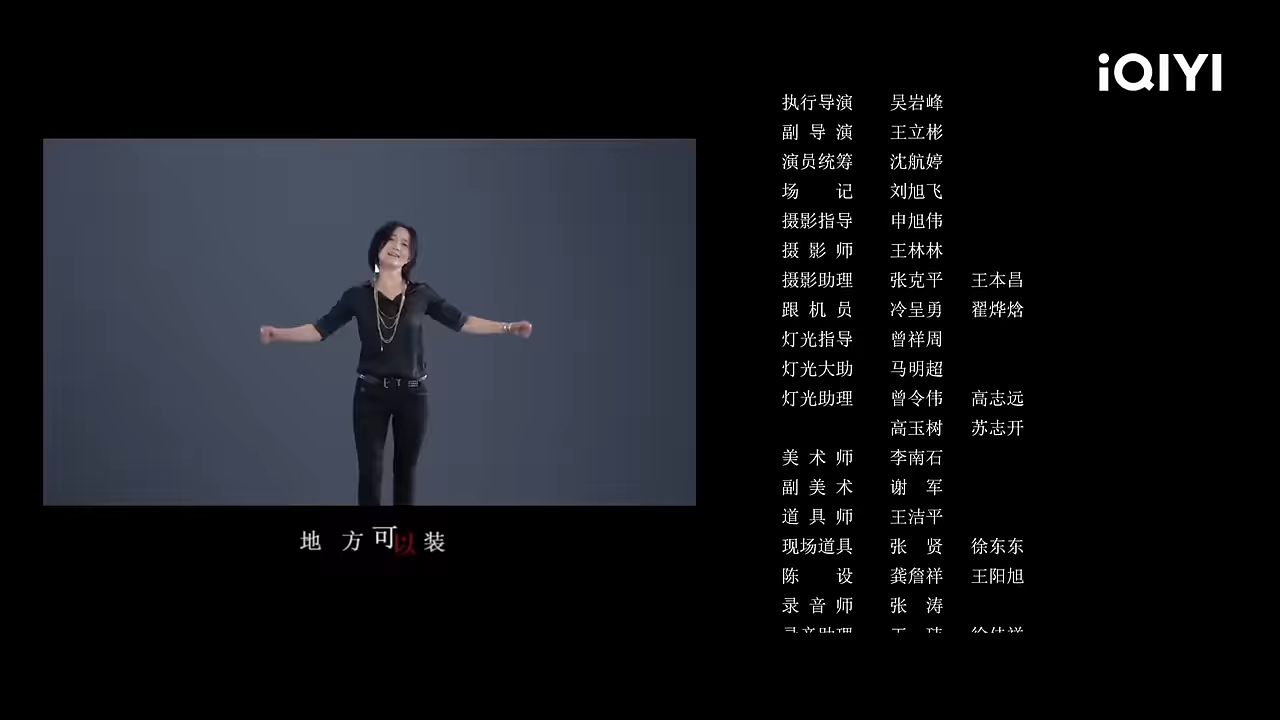 iQIYI
执行导演 吴岩峰
副导演 王立彬
演员统筹 沈航婷
场记 刘旭飞
摄影指导 申旭伟
摄影师 王林林
摄影助理 张克平 王本昌
跟机员 冷呈勇 翟烨焓
灯光指导 曾祥周
灯光大助 马明超
灯光助理 曾令伟 高志远
高玉树 苏志开
美术师 李南石
副美术 谢军
道具师 王洁平
现场道具 张贤 徐东东
陈设 龚詹祥 王阳旭
录音师 张涛
地方可以装